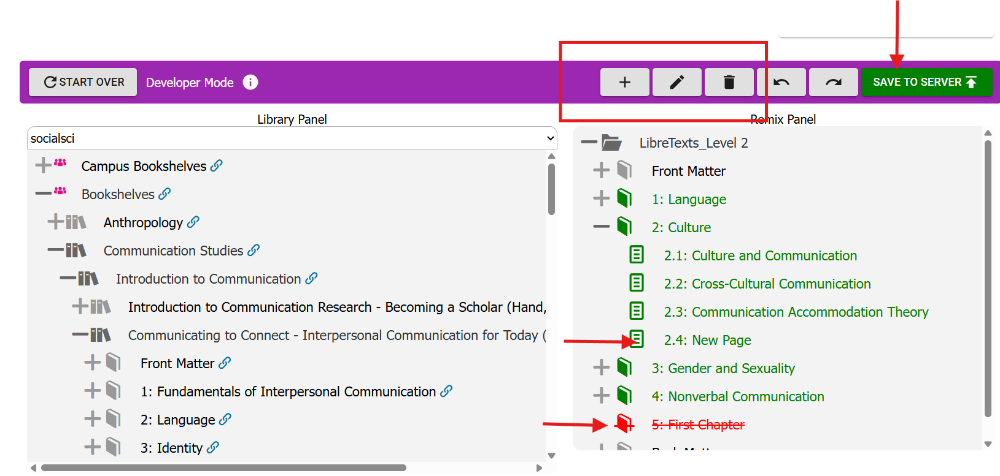 START OVER
Developer Mode
SAVE TO SERVER
Library Panel
Remix Panel
socialsci
Campus Bookshelves
Bookshelves
Anthropology
Communication Studies
Introduction to Communication
Introduction to Communication Research - Becoming a Scholar (Hand,
Communicating to Connect - Interpersonal Communication for Today (
Front Matter
1: Fundamentals of Interpersonal Communication
2: Language
3: Identity
LibreTexts_Level 2
Front Matter
1: Language
2: Culture
2.1: Culture and Communication
2.2: Cross-Cultural Communication
2.3: Communication Accommodation Theory
2.4: New Page
3: Gender and Sexuality
4: Nonverbal Communication
5: First Chapter